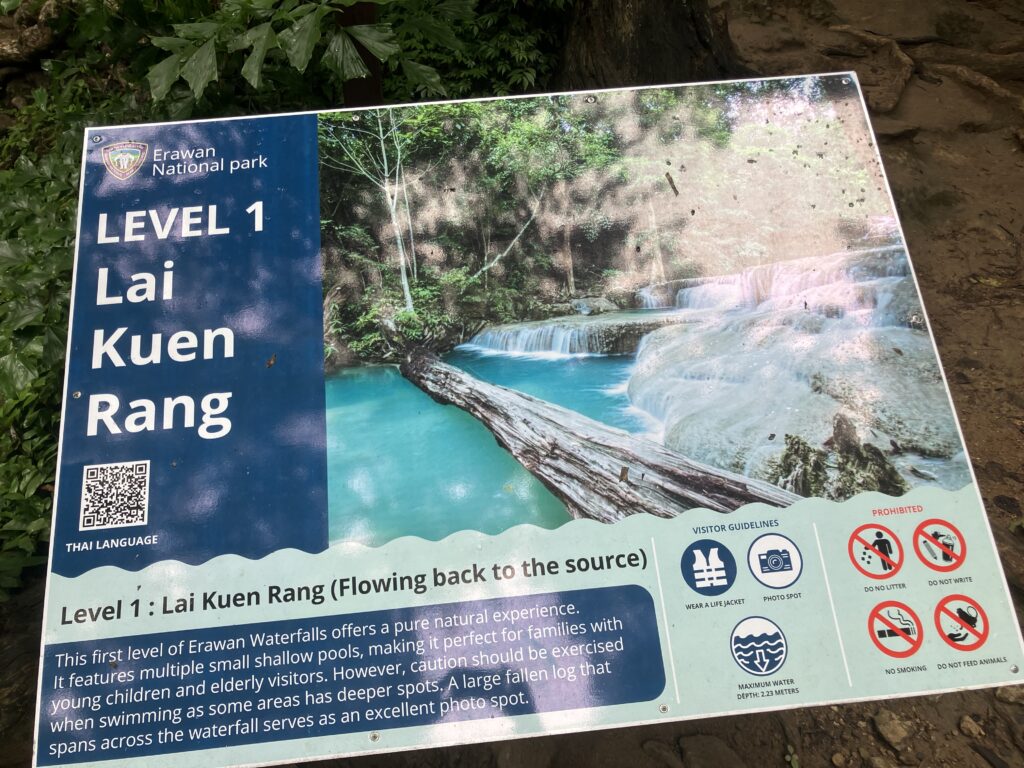 Erawan
National park
LEVEL 1
Lai
Kuen
Rang
THAI LANGUAGE
Level 1 : Lai Kuen Rang (Flowing back to the source)
This first level of Erawan Waterfalls offers a pure natural experience.
It features multiple small shallow pools, making it perfect for families with
young children and elderly visitors. However, caution should be exercised
when swimming as some areas has deeper spots. A large fallen log that
spans across the waterfall serves as an excellent photo spot.
VISITOR GUIDELINES
WEAR A LIFE JACKET
PHOTO SPOT
MAXIMUM WATER
DEPTH: 2.23 METERS
PROHIBITED
DO NO LITTER
DO NOT WRITE
NO SMOKING
DO NOT FEED ANIMALS